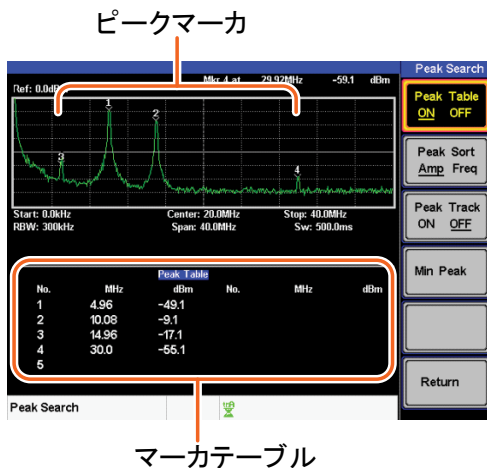 ピークマーカ
Peak Search
Mkr 4 at 29.92MHz -59.1 dBm
Ref: 0.0dB
1
2
3
4
Start: 0.0kHz Center: 20.0MHz Stop: 40.0MHz
RBW: 300kHz Span: 40.0MHz Sw: 500.0ms
Peak Table
No. MHz dBm No. MHz dBm
1 4.96 -49.1
2 10.08 -9.1
3 14.96 -17.1
4 30.0 -55.1
5
Peak Search
Peak Table
ON OFF
Peak Sort
Amp Freq
Peak Track
ON OFF
Min Peak
Return
マーカテーブル